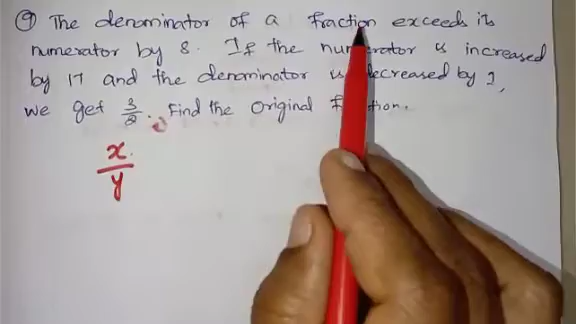 9 The denominator of a fraction exceeds its
numerator by 8. If the numerator is increased
by 17 and the denominator is decreased by 1,
we get 3/2. Find the original fraction.
x/y